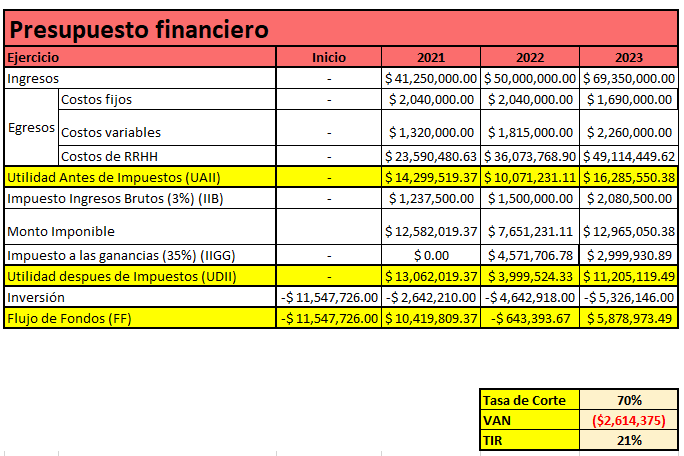 Presupuesto financiero
Ejercicio Inicio 2021 2022 2023
Ingresos - $ 41,250,000.00 $ 50,000,000.00 $ 69,350,000.00
Egresos
Costos fijos - $ 2,040,000.00 $ 2,040,000.00 $ 1,690,000.00
Costos variables - $ 1,320,000.00 $ 1,815,000.00 $ 2,260,000.00
Costos de RRHH - $ 23,590,480.63 $ 36,073,768.90 $ 49,114,449.62
Utilidad Antes de Impuestos (UAII) - $ 14,299,519.37 $ 10,071,231.11 $ 16,285,550.38
Impuesto Ingresos Brutos (3%) (IIB) - $ 1,237,500.00 $ 1,500,000.00 $ 2,080,500.00
Monto Imponible $ 12,582,019.37 $ 7,651,231.11 $ 12,965,050.38
Impuesto a las ganancias (35%) (IIGG) - $ 0.00 $ 4,571,706.78 $ 2,999,930.89
Utilidad despues de Impuestos (UDII) - $ 13,062,019.37 $ 3,999,524.33 $ 11,205,119.49
Inversión -$ 11,547,726.00 -$ 2,642,210.00 -$ 4,642,918.00 -$ 5,326,146.00
Flujo de Fondos (FF) -$ 11,547,726.00 $ 10,419,809.37 -$ 643,393.67 $ 5,878,973.49
Tasa de Corte 70%
VAN ($2,614,375)
TIR 21%